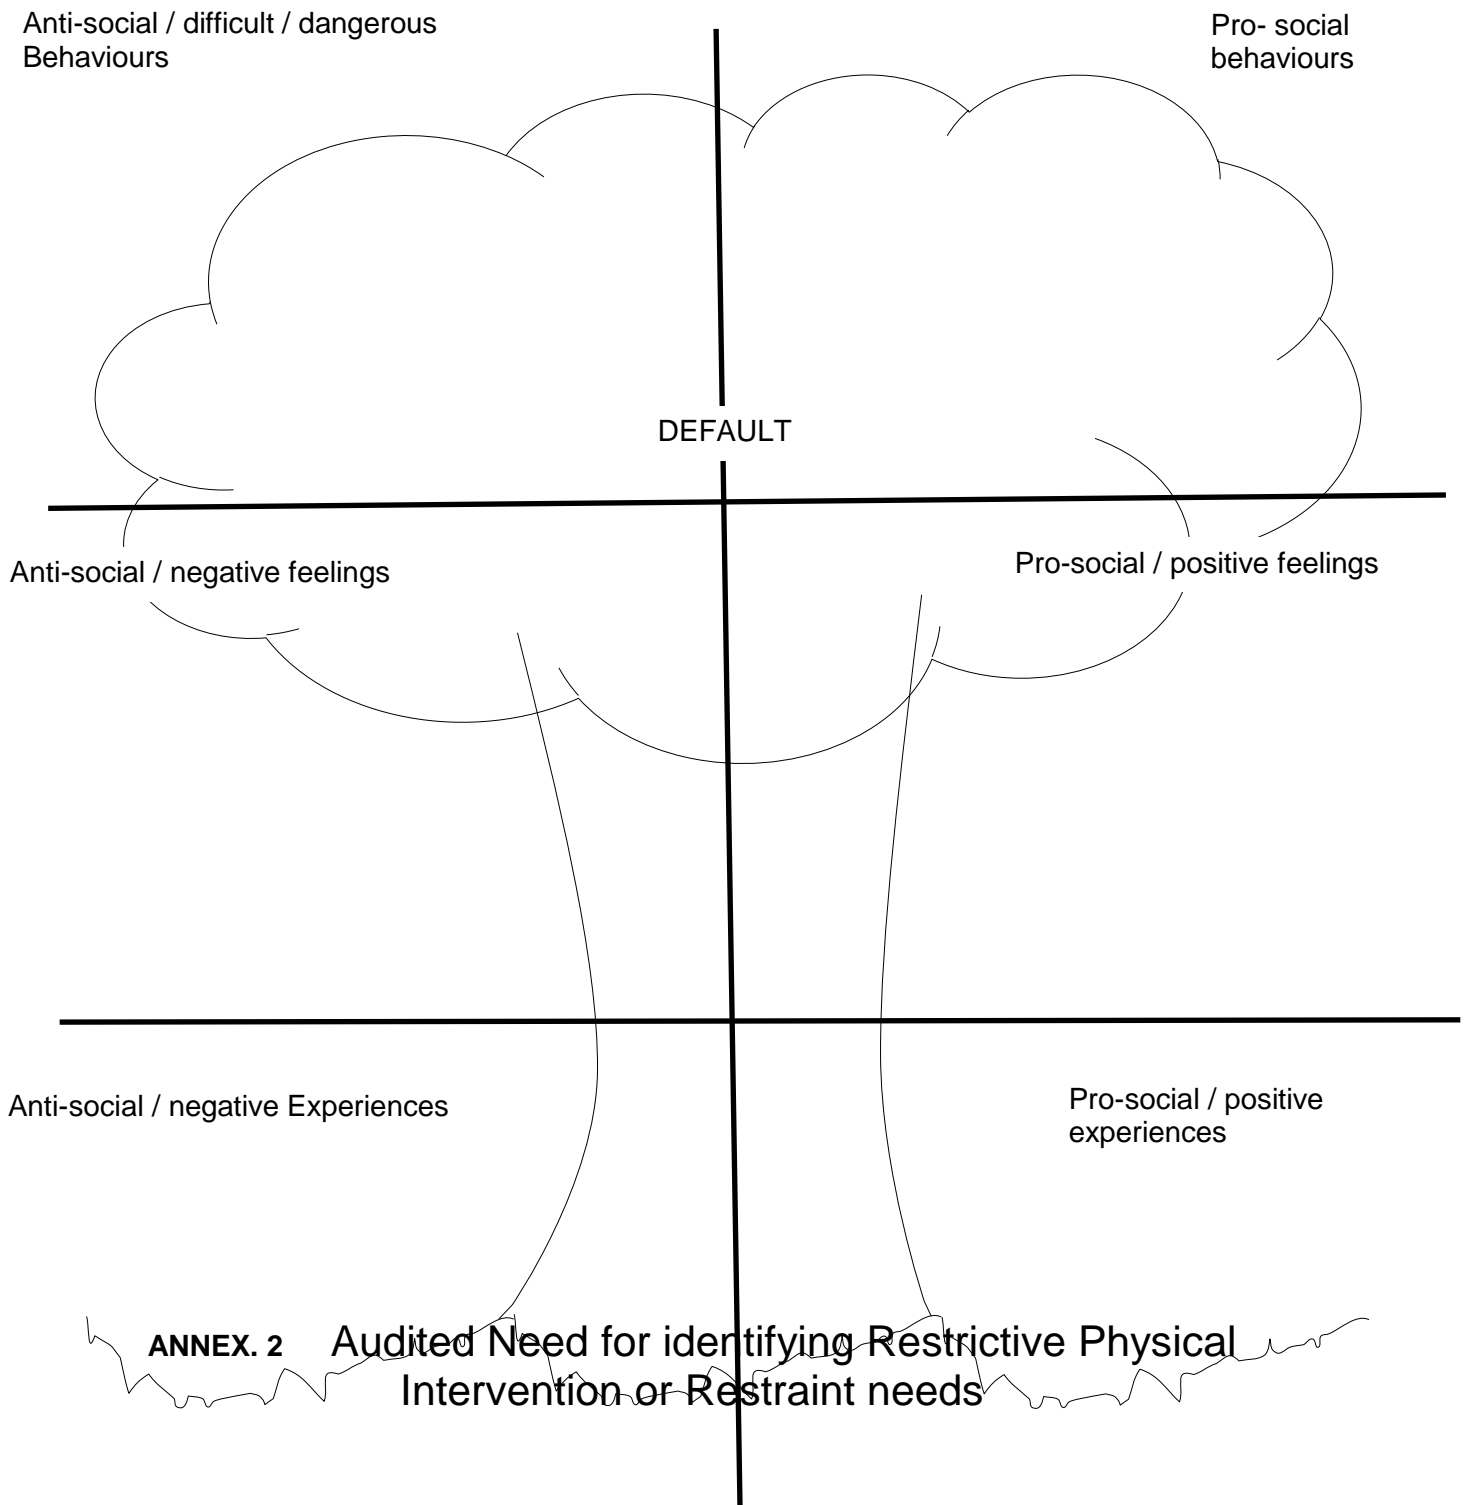 Anti-social / difficult / dangerous
Behaviours
Pro- social
behaviours
DEFAULT
Anti-social / negative feelings
Pro-social / positive feelings
Anti-social / negative Experiences
Pro-social / positive
experiences
ANNEX. 2 Audited Need for identifying Restrictive Physical
Intervention or Restraint needs